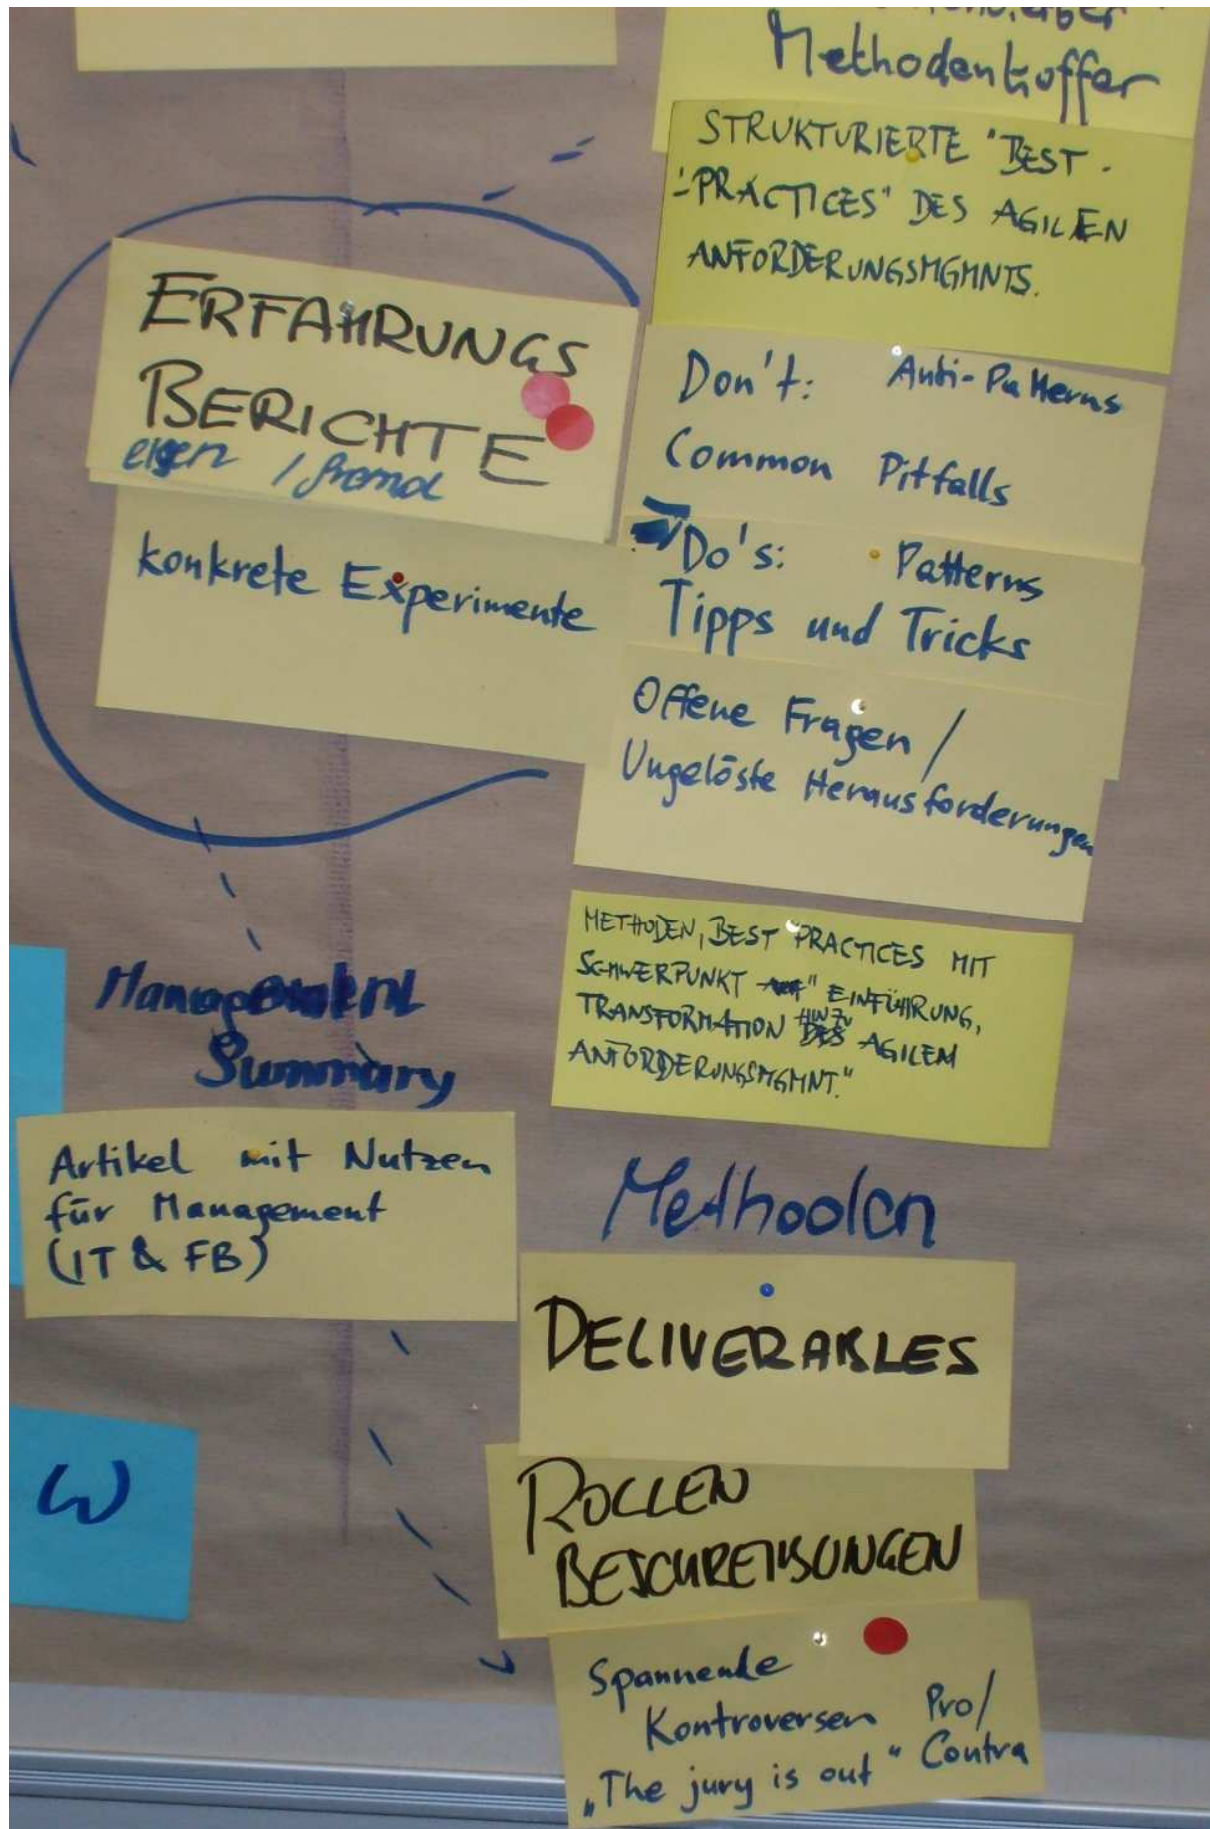 Methodenkoffer
STRUKTURIERTE "BEST-
-PRACTICES" DES AGILEN
ANFORDERUNGSMGMNTS.
ERFAHRUNGS
BERICHTE
eigen / fremd
konkrete Experimente
Don't: Anti-Patterns
Common Pitfalls
Do's: Patterns
Tipps und Tricks
Offene Fragen /
Ungelöste Herausforderungen
METHODEN, BEST PRACTICES MIT
SCHWERPUNKT "EINFÜHRUNG,
TRANSFORMATION HIN ZU AGILEM
ANFORDERUNGSMGMNT."
Management
Summary
Artikel mit Nutzen
für Management
(IT & FB)
Methoden
DELIVERABLES
ROLLEN
BESCHREIBUNGEN
W
Spannende
Kontroversen Pro/
„The jury is out" Contra